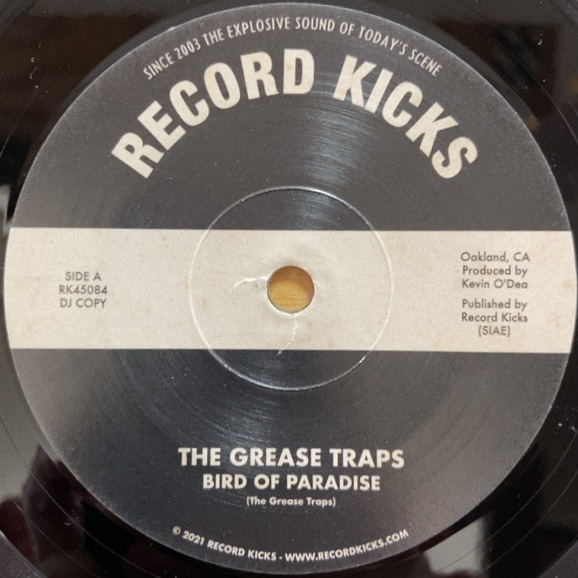 SINCE 2003 THE EXPLOSIVE SOUND OF TODAY'S SCENE
RECORD KICKS
SIDE A
RK45084
DJ COPY
Oakland, CA
Produced by
Kevin O'Dea
Published by
Record Kicks
(SIAE)
THE GREASE TRAPS
BIRD OF PARADISE
(The Grease Traps)
© 2021 RECORD KICKS - WWW.RECORDKICKS.COM